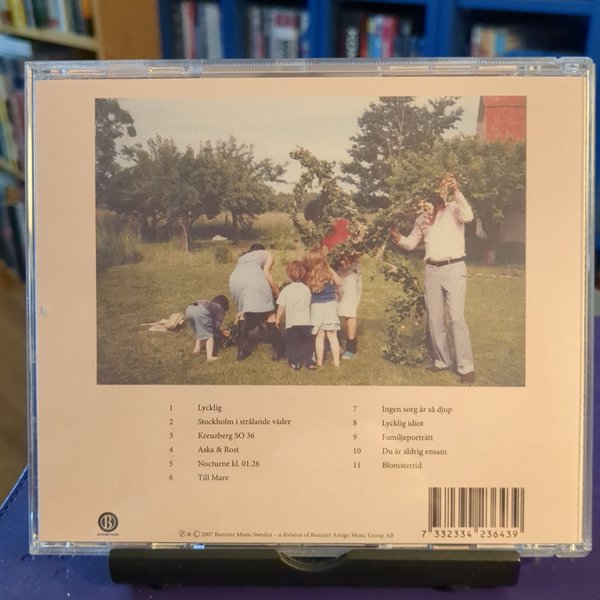 1 Lycklig
2 Stockholm i strålande väder
3 Kreuzberg SO 36
4 Aska & Rost
5 Nocturne kl. 01.26
6 Till Mare
7 Ingen sorg är så djup
8 Lycklig idiot
9 Familjeporträtt
10 Du är aldrig ensam
11 Blomstertid
B
BONNIER MUSIC
℗ & © 2007 Bonnier Music Sweden – a division of Bonnier Amigo Music Group AB
7 332334 236439